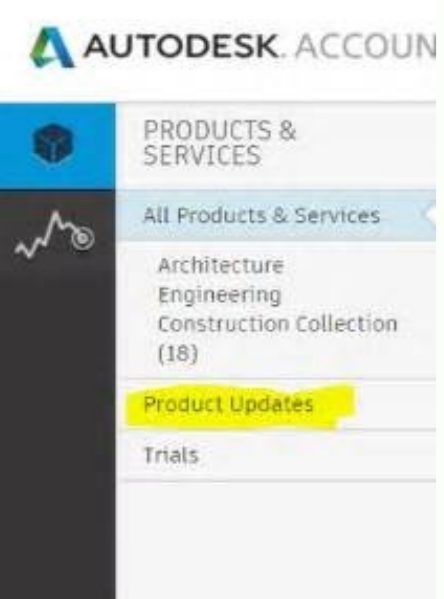 AUTODESK. ACCOUN
PRODUCTS &
SERVICES
All Products & Services
Architecture
Engineering
Construction Collection
(18)
Product Updates
Trials